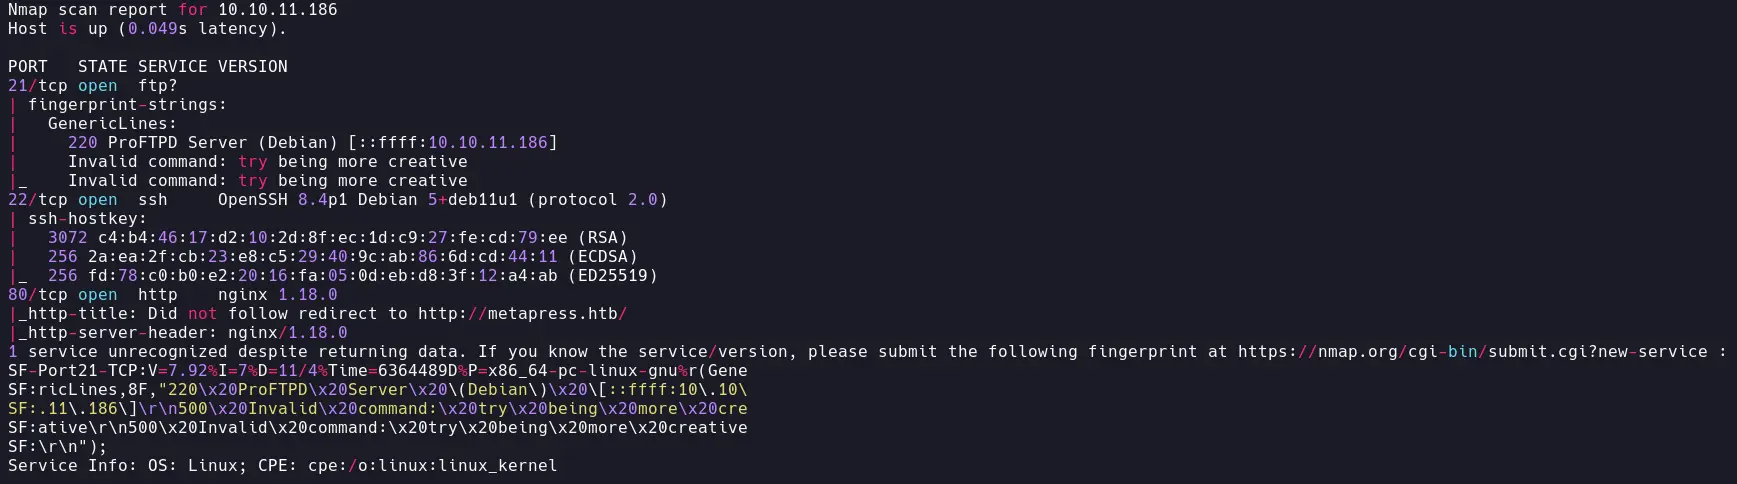 Nmap scan report for 10.10.11.186
Host is up (0.049s latency).
PORT   STATE SERVICE VERSION
21/tcp open  ftp?
| fingerprint-strings:
|   GenericLines:
|     220 ProFTPD Server (Debian) [::ffff:10.10.11.186]
|     Invalid command: try being more creative
|_    Invalid command: try being more creative
22/tcp open  ssh     OpenSSH 8.4p1 Debian 5+deb11u1 (protocol 2.0)
| ssh-hostkey:
|   3072 c4:b4:46:17:d2:10:2d:8f:ec:1d:c9:27:fe:cd:79:ee (RSA)
|   256 2a:ea:2f:cb:23:e8:c5:29:40:9c:ab:86:6d:cd:44:11 (ECDSA)
|_  256 fd:78:c0:b0:e2:20:16:fa:05:0d:eb:d8:3f:12:a4:ab (ED25519)
80/tcp open  http    nginx 1.18.0
|_http-title: Did not follow redirect to http://metapress.htb/
|_http-server-header: nginx/1.18.0
1 service unrecognized despite returning data. If you know the service/version, please submit the following fingerprint at https://nmap.org/cgi-bin/submit.cgi?new-service :
SF-Port21-TCP:V=7.92%I=7%D=11/4%Time=6364489D%P=x86_64-pc-linux-gnu%r(Gene
SF:ricLines,8F,"220\x20ProFTPD\x20Server\x20\(Debian\)\x20\[::ffff:10\.10\
SF:.11\.186\]\r\n500\x20Invalid\x20command:\x20try\x20being\x20more\x20cre
SF:ative\r\n500\x20Invalid\x20command:\x20try\x20being\x20more\x20creative
SF:\r\n");
Service Info: OS: Linux; CPE: cpe:/o:linux:linux_kernel